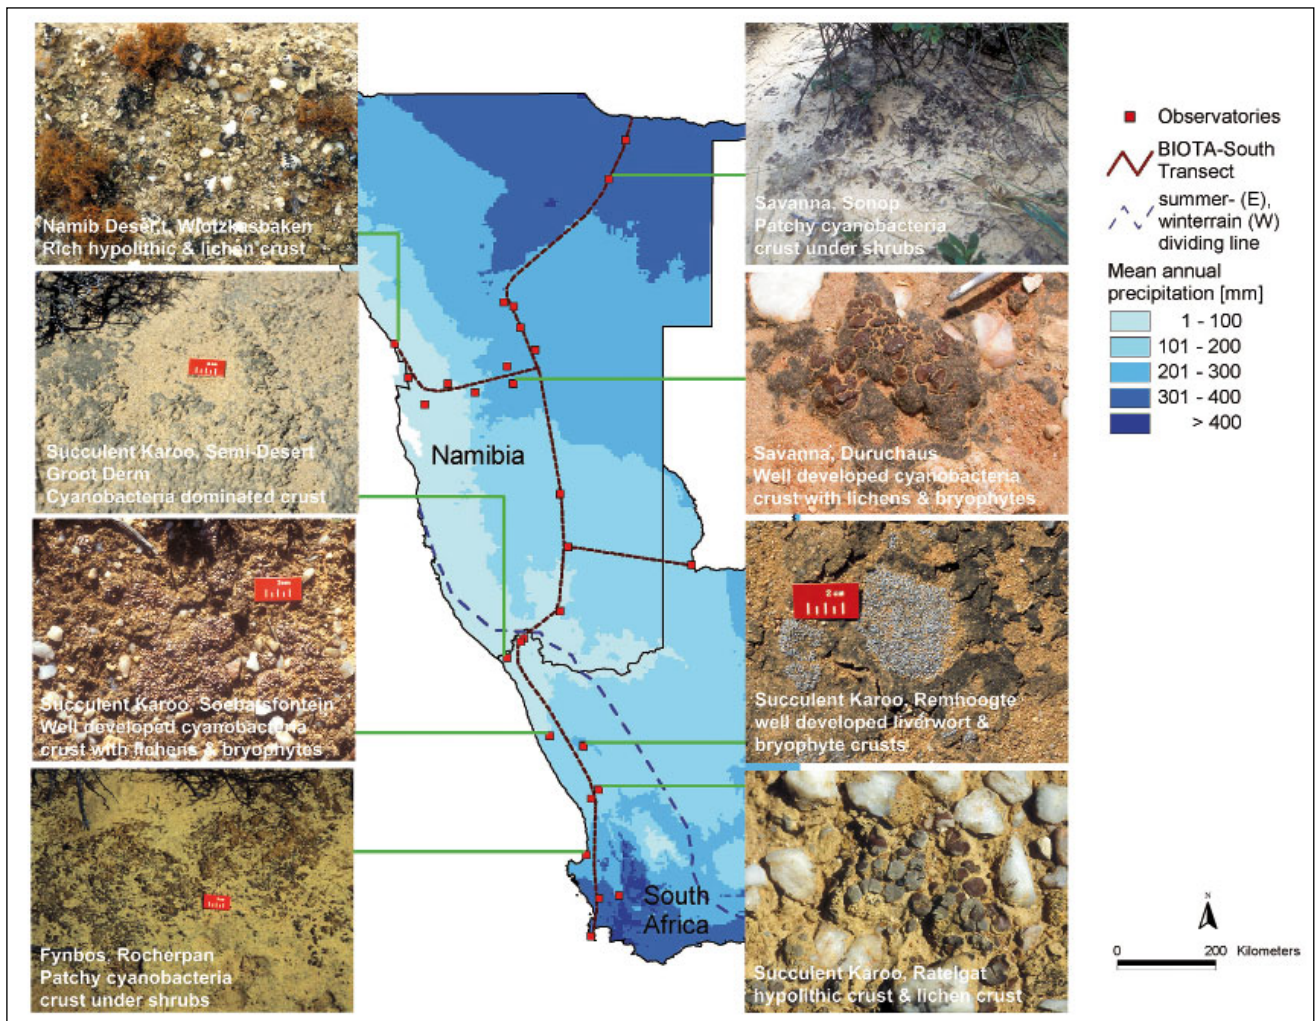 Namib Desert, Wlotzkasbaken
Rich hypolithic & lichen crust
Succulent Karoo, Semi-Desert
Groot Derm
Cyanobacteria dominated crust
Succulent Karoo, Soebatsfontein
Well developed cyanobacteria
crust with lichens & bryophytes
Fynbos, Rocherpan
Patchy cyanobacteria
crust under shrubs
Namibia
South
Africa
Savanna, Sonop
Patchy cyanobacteria
crust under shrubs
Savanna, Duruchaus
Well developed cyanobacteria
crust with lichens & bryophytes
2 cm
Succulent Karoo, Remhoogte
well developed liverwort &
bryophyte crusts
Succulent Karoo, Ratelgat
hypolithic crust & lichen crust
Observatories
BIOTA-South
Transect
summer- (E),
winterrain (W)
dividing line
Mean annual
precipitation [mm]
1 - 100
101 - 200
201 - 300
301 - 400
> 400
N
0 200 Kilometers